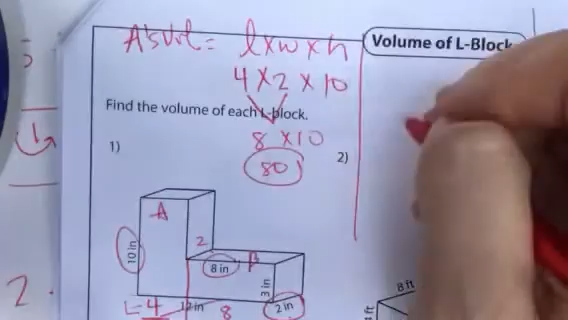 A's Vol = l x w x h
Volume of L-Block
4 x 2 x 10
Find the volume of each L-block.
8 x 10
80
1)
2)
A
2
B
10 in
8 in
3 in
8 ft
4
12 in
8
2 in
ft
2.